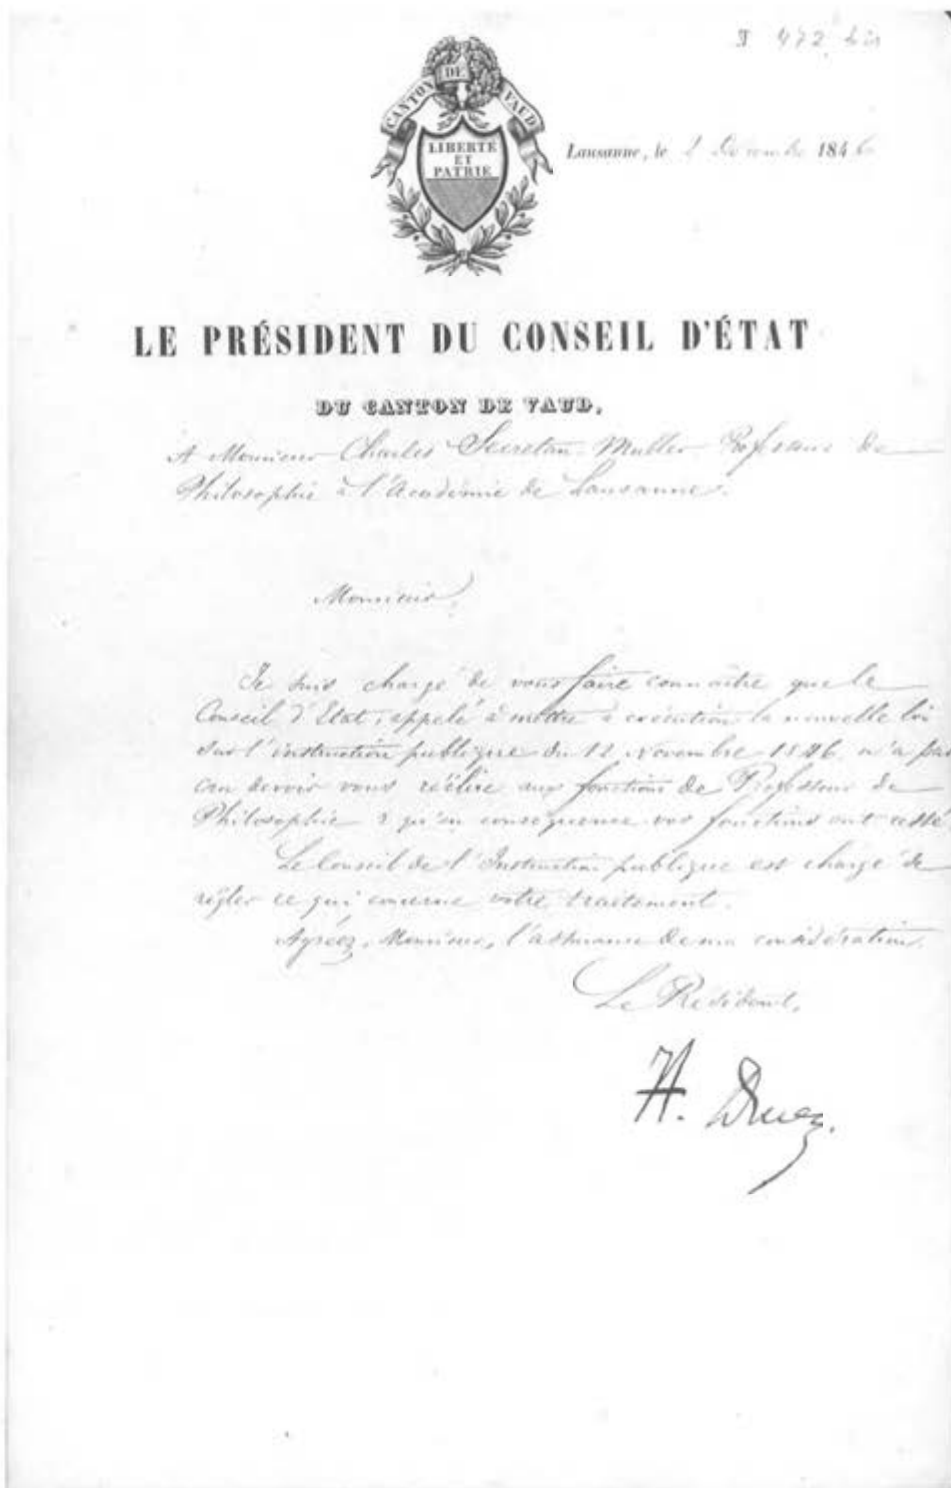 J 472 bis
CANTON DE VAUD
LIBERTÉ
ET
PATRIE
Lausanne, le 2 Décembre 1846
LE PRÉSIDENT DU CONSEIL D'ÉTAT
DU CANTON DE VAUD,
A Monsieur Charles Secretan Muller Professeur de
Philosophie à l'Académie de Lausanne.
Monsieur,
Je suis chargé de vous faire connaître que le
Conseil d'Etat, appelé à mettre à exécution la nouvelle loi
sur l'instruction publique du 12 Novembre 1846 n'a pas
cru devoir vous réélire aux fonctions de Professeur de
Philosophie & qu'en conséquence vos fonctions ont cessé
Le Conseil de l'Instruction publique est chargé de
régler ce qui concerne votre traitement.
Agréez, Monsieur, l'assurance de ma considération.
Le Président,
H. Druey.